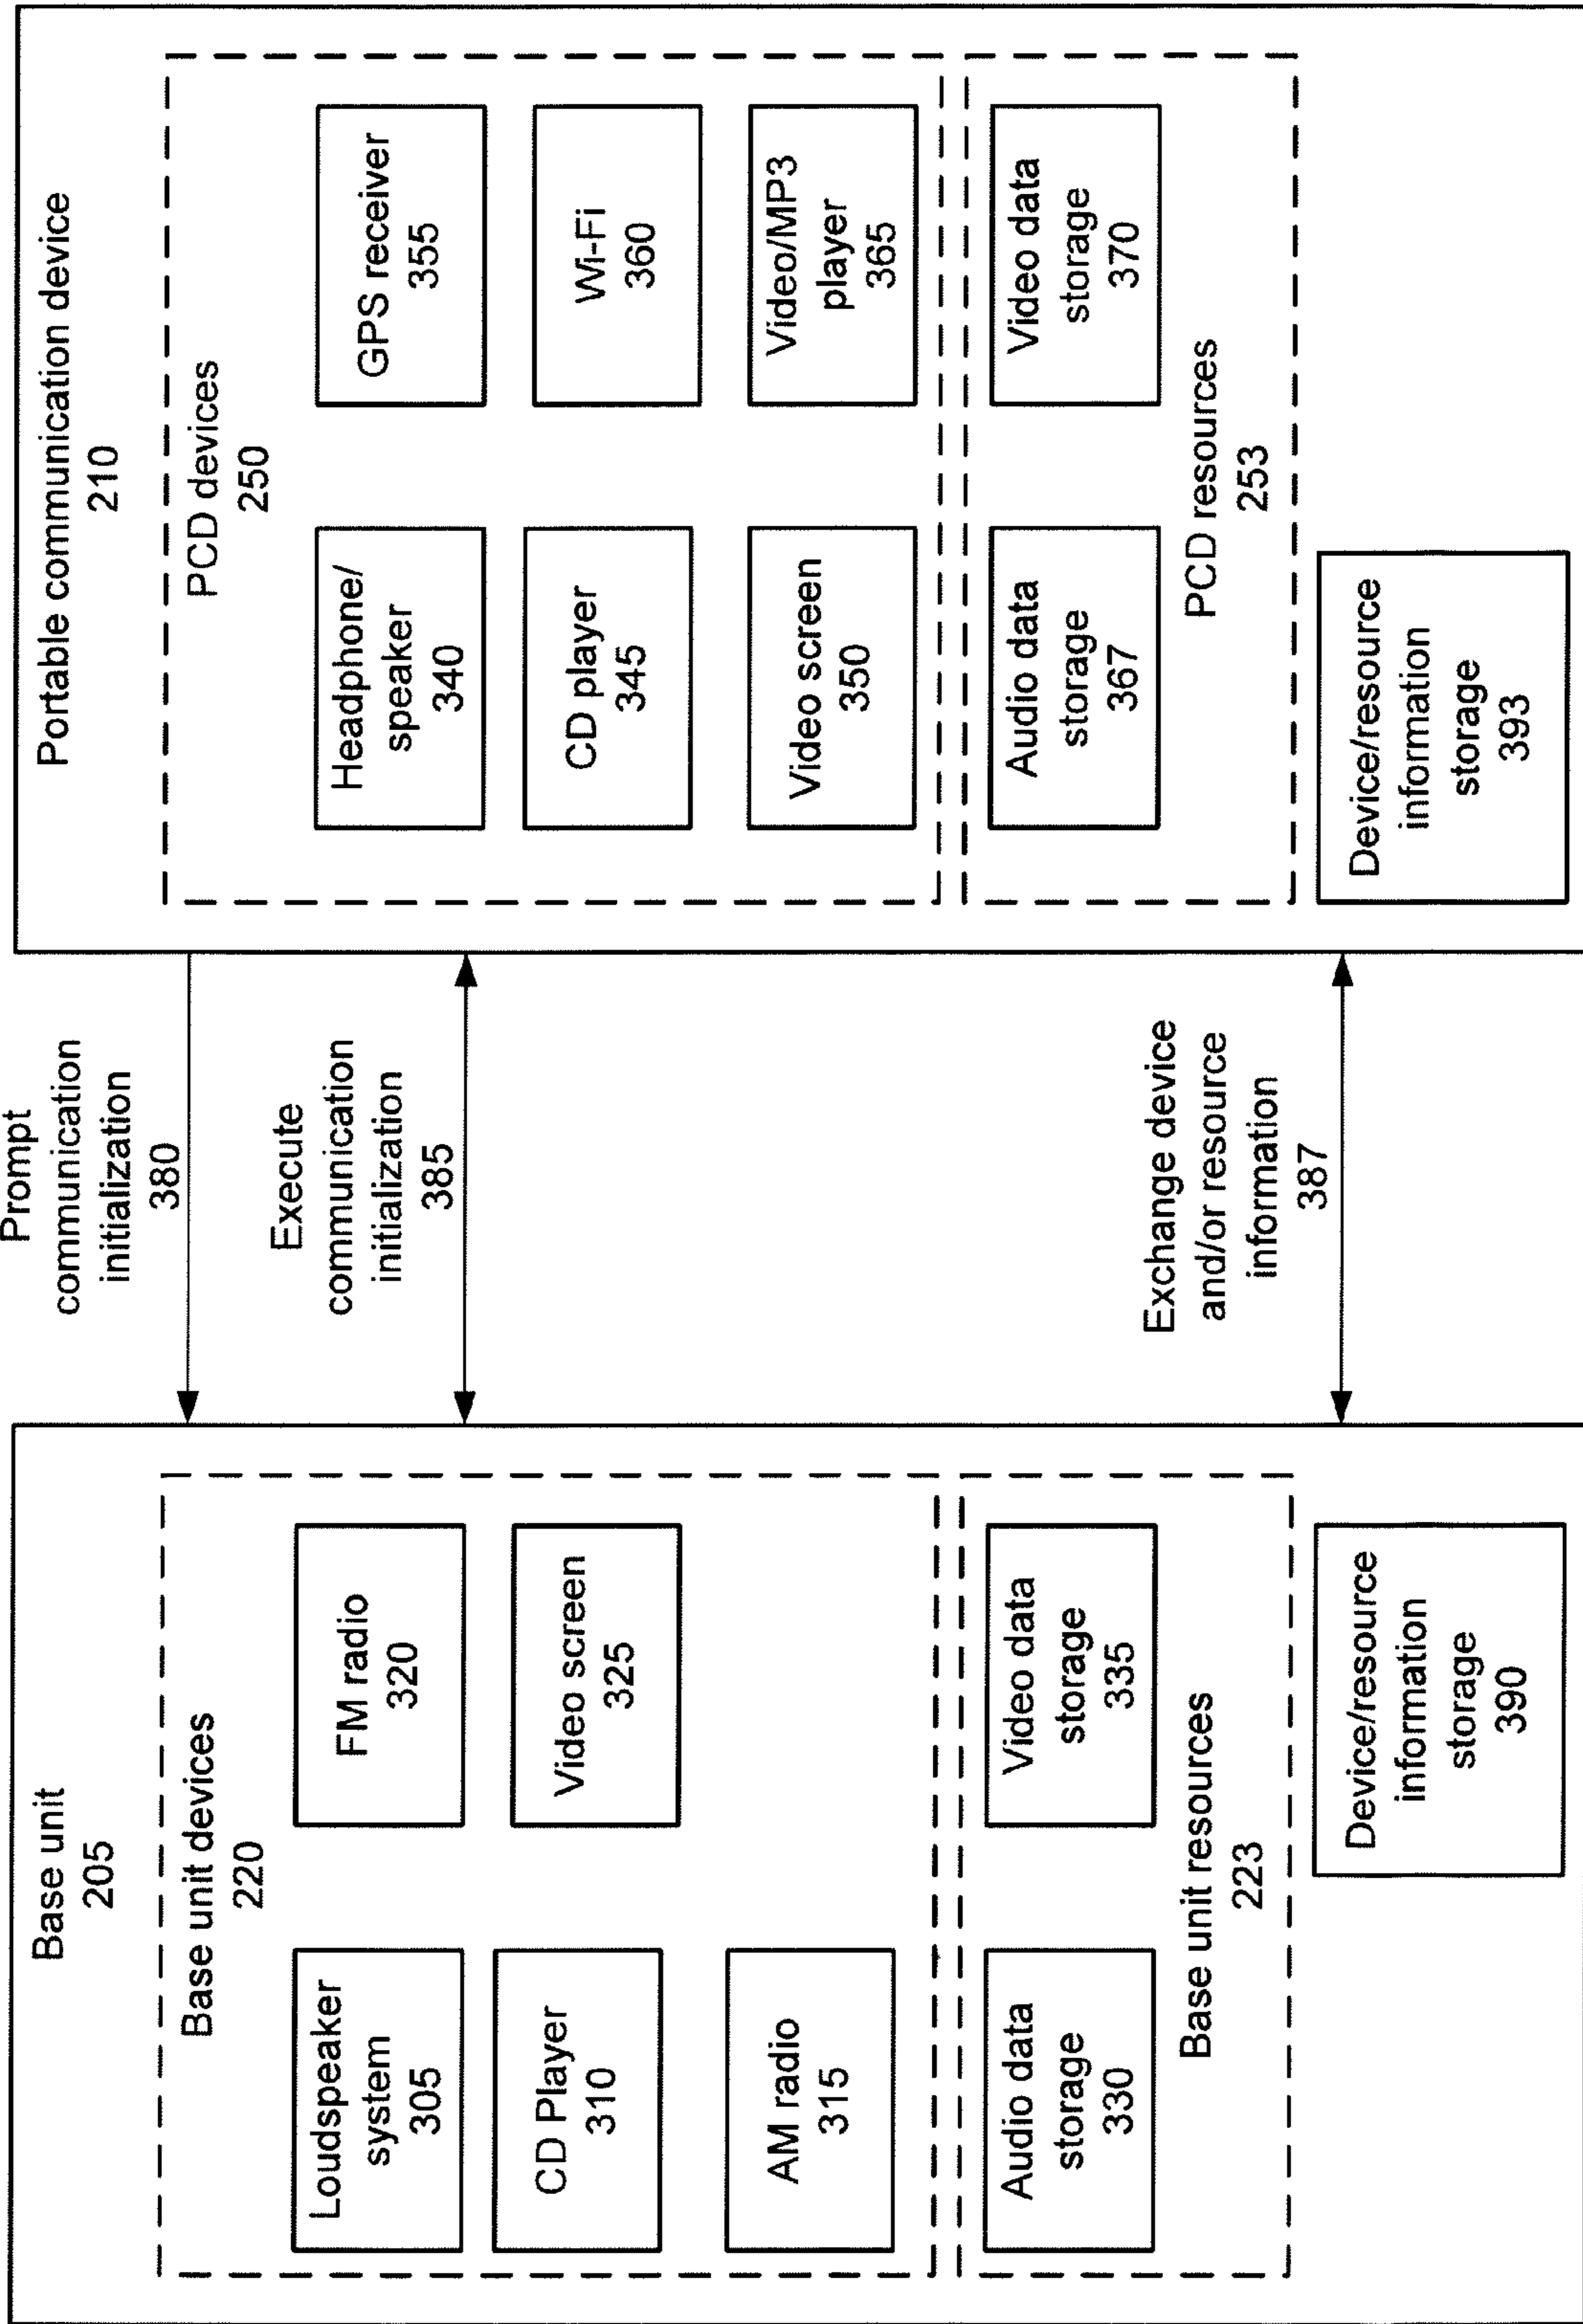 Base unit
205
Base unit devices
220
Loudspeaker
system
305
FM radio
320
CD Player
310
Video screen
325
AM radio
315
Audio data
storage
330
Video data
storage
335
Base unit resources
223
Device/resource
information
storage
390
Prompt
communication
initialization
380
Execute
communication
initialization
385
Exchange device
and/or resource
information
387
Portable communication device
210
PCD devices
250
Headphone/
speaker
340
GPS receiver
355
CD player
345
Wi-Fi
360
Video screen
350
Video/MP3
player
365
Audio data
storage
367
Video data
storage
370
PCD resources
253
Device/resource
information
storage
393